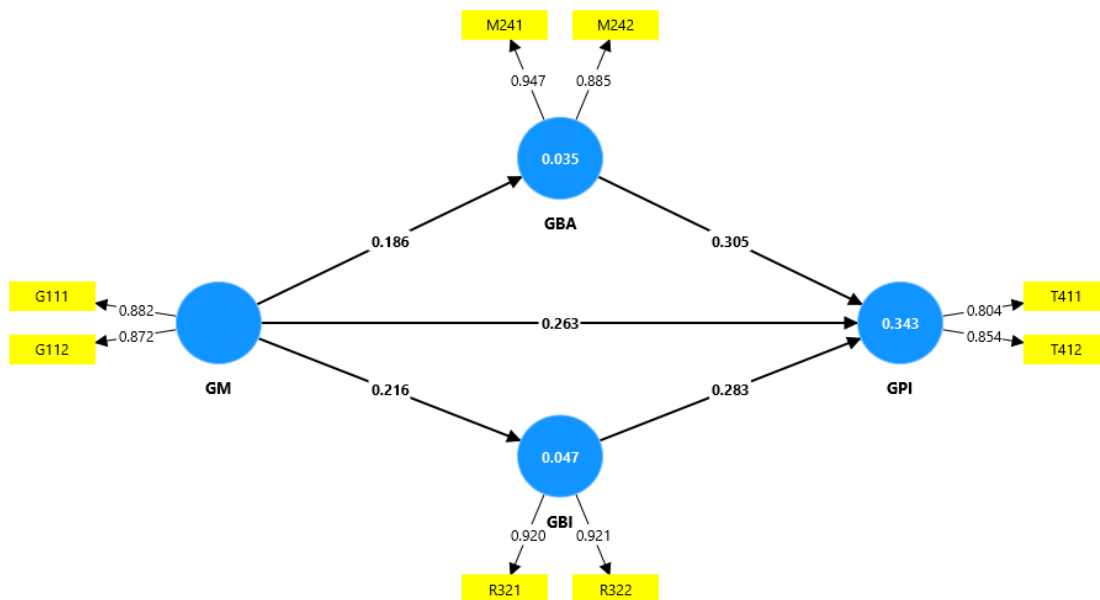 M241 M242
0.947 0.885
0.035
GBA
0.186 0.305
G111 0.882
T411 0.804
0.263 0.343
G112 0.872
T412 0.854
GM GPI
0.216 0.283
0.047
GBI
0.920 0.921
R321 R322